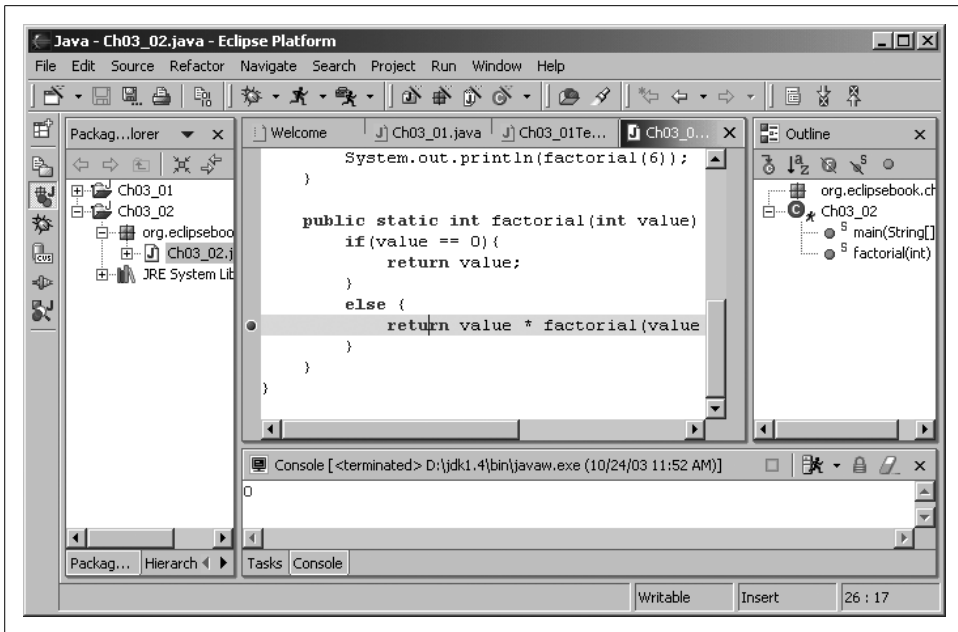 Java - Ch03_02.java - Eclipse Platform
File Edit Source Refactor Navigate Search Project Run Window Help
Packag...lorer
Welcome
Ch03_01.java
Ch03_01Te...
Ch03_0...
Outline
Ch03_01
Ch03_02
org.eclipseboo
Ch03_02.j
JRE System Lib
System.out.println(factorial(6));
}
public static int factorial(int value)
if(value == 0){
return value;
}
else {
return value * factorial(value
}
}
}
org.eclipsebook.ch
Ch03_02
main(String[]
factorial(int)
Console [<terminated> D:\jdk1.4\bin\javaw.exe (10/24/03 11:52 AM)]
0
Packag... Hierarch
Tasks Console
Writable Insert 26 : 17